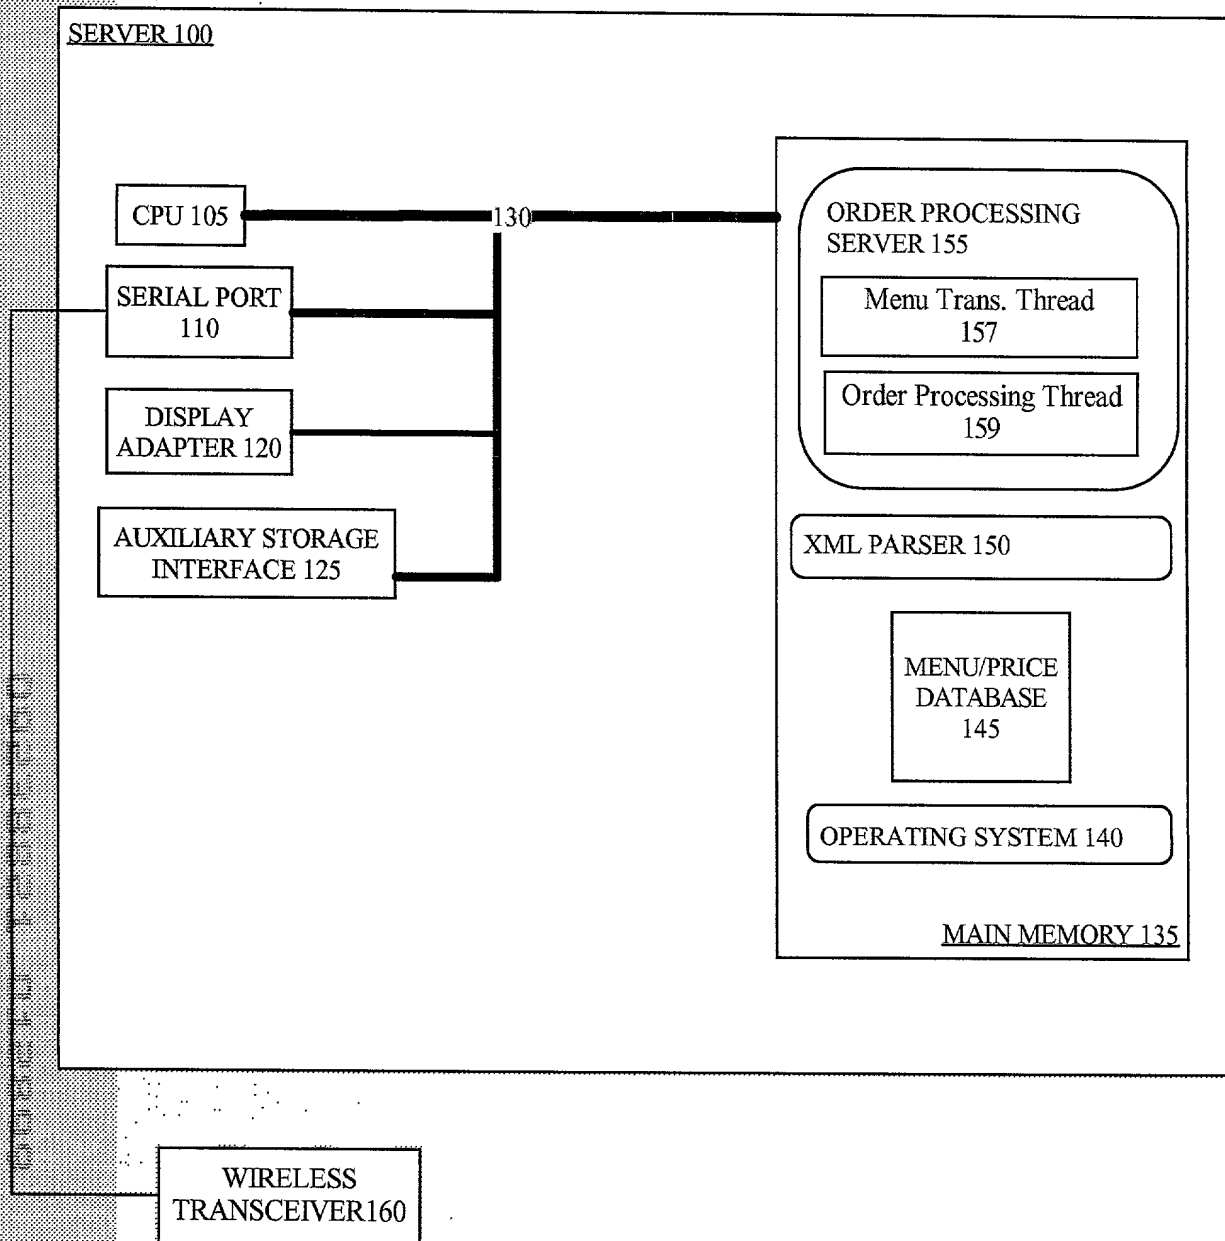 SERVER 100
CPU 105
130
SERIAL PORT
110
DISPLAY
ADAPTER 120
AUXILIARY STORAGE
INTERFACE 125
ORDER PROCESSING
SERVER 155
Menu Trans. Thread
157
Order Processing Thread
159
XML PARSER 150
MENU/PRICE
DATABASE
145
OPERATING SYSTEM 140
MAIN MEMORY 135
WIRELESS
TRANSCEIVER160